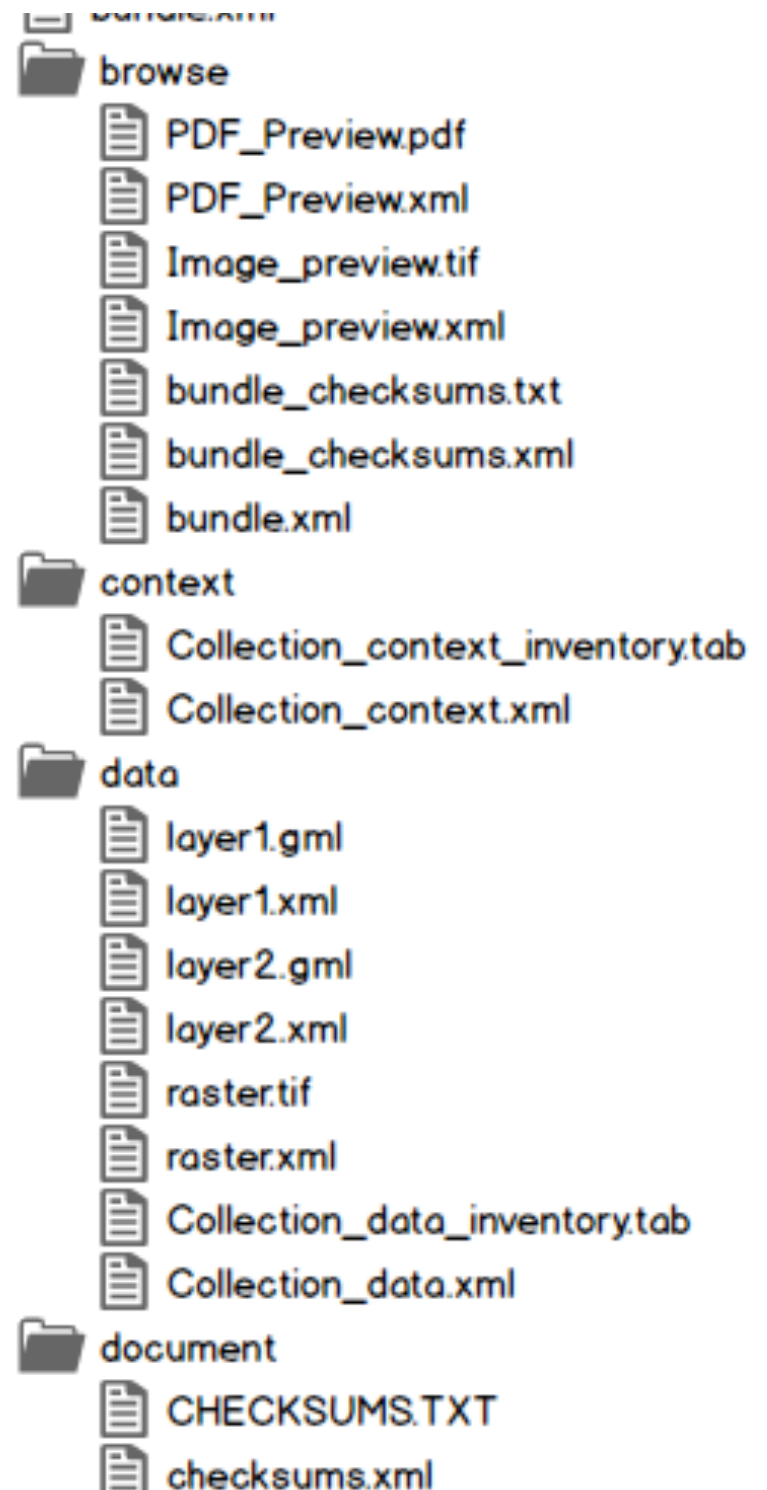 bundle.xml
browse
PDF_Preview.pdf
PDF_Preview.xml
Image_preview.tif
Image_preview.xml
bundle_checksums.txt
bundle_checksums.xml
bundle.xml
context
Collection_context_inventory.tab
Collection_context.xml
data
layer1.gml
layer1.xml
layer2.gml
layer2.xml
raster.tif
raster.xml
Collection_data_inventory.tab
Collection_data.xml
document
CHECKSUMS.TXT
checksums.xml